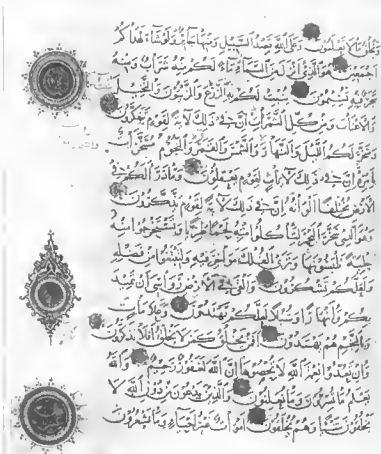 يخلق ما لا تعلمون وعلى الله قصد السبيل ومنها جائر ولو شاء لهداكم
أجمعين هو الذي أنزل من السماء ماء لكم منه شراب ومنه
شجر فيه تسيمون ينبت لكم به الزرع والزيتون والنخيل
والأعناب ومن كل الثمرات إن في ذلك لآية لقوم يتفكرون
وسخر لكم الليل والنهار والشمس والقمر والنجوم مسخرات
بأمره إن في ذلك لآيات لقوم يعقلون وما ذرأ لكم في
الأرض مختلفا ألوانه إن في ذلك لآية لقوم يذكرون
وهو الذي سخر البحر لتأكلوا منه لحما طريا وتستخرجوا منه
حلية تلبسونها وترى الفلك مواخر فيه ولتبتغوا من فضله
ولعلكم تشكرون وألقى في الأرض رواسي أن تميد
بكم وأنهارا وسبلا لعلكم تهتدون وعلامات
وبالنجم هم يهتدون أفمن يخلق كمن لا يخلق أفلا تذكرون
وإن تعدوا نعمة الله لا تحصوها إن الله لغفور رحيم والله
يعلم ما تسرون وما تعلنون والذين يدعون من دون الله لا
يخلقون شيئا وهم يخلقون أموات غير أحياء وما يشعرون